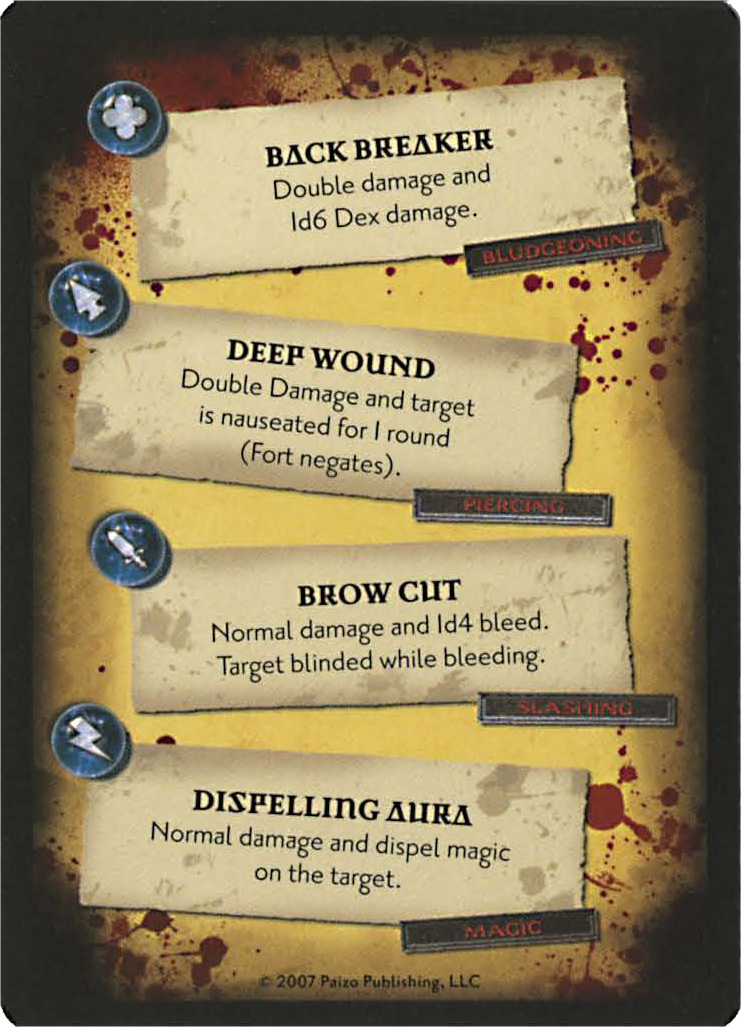 BACK BREAKER
Double damage and
1d6 Dex damage.
BLUDGEONING
DEEP WOUND
Double Damage and target
is nauseated for 1 round
(Fort negates).
PIERCING
BROW CUT
Normal damage and 1d4 bleed.
Target blinded while bleeding.
SLASHING
DISPELLING AURA
Normal damage and dispel magic
on the target.
MAGIC
© 2007 Paizo Publishing, LLC